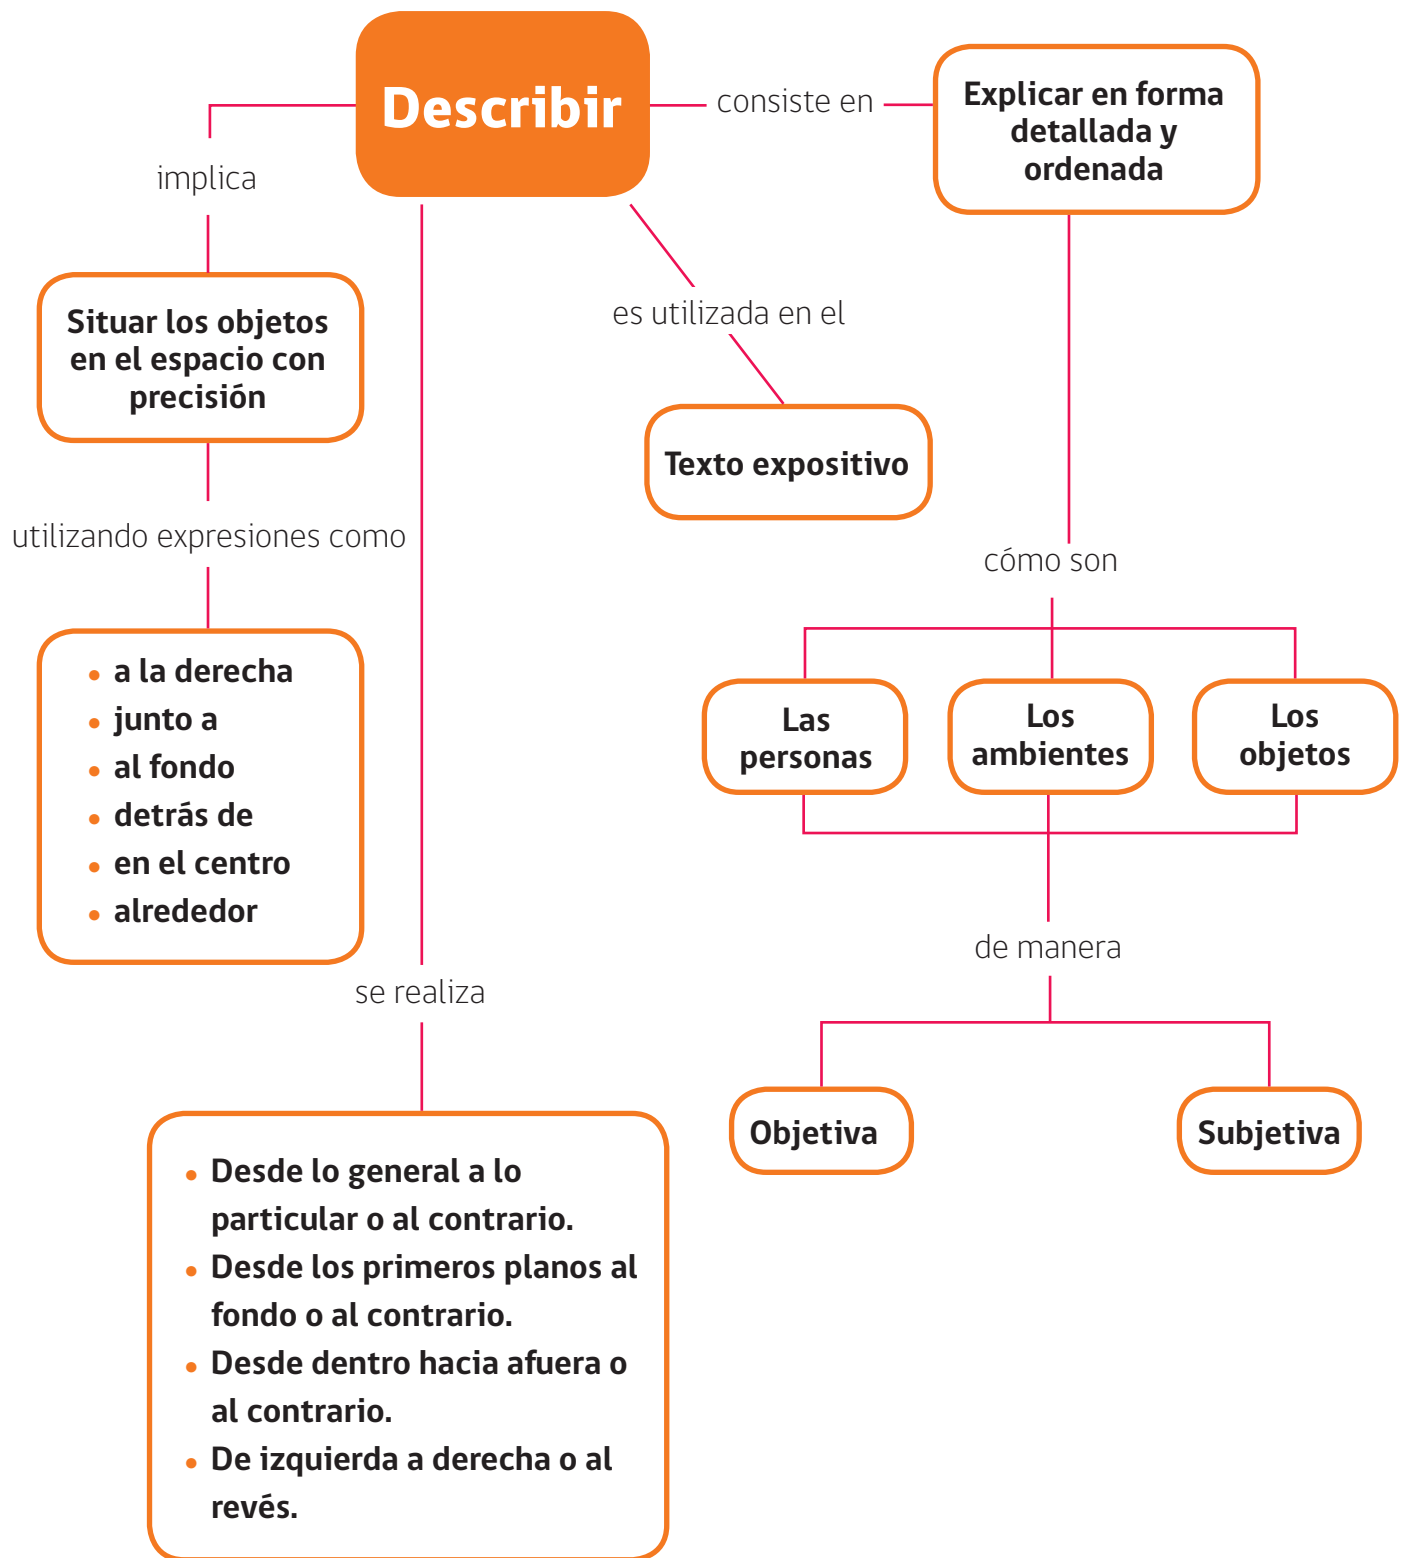 Describir
consiste en
Explicar en forma
detallada y
ordenada
implica
Situar los objetos
en el espacio con
precisión
es utilizada en el
Texto expositivo
utilizando expresiones como
cómo son
• a la derecha
• junto a
• al fondo
• detrás de
• en el centro
• alrededor
Las
personas
Los
ambientes
Los
objetos
de manera
se realiza
Objetiva
Subjetiva
• Desde lo general a lo
particular o al contrario.
• Desde los primeros planos al
fondo o al contrario.
• Desde dentro hacia afuera o
al contrario.
• De izquierda a derecha o al
revés.